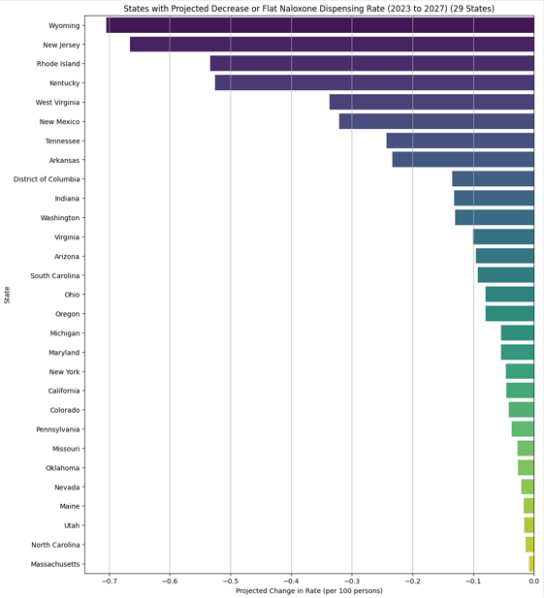 States with Projected Decrease or Flat Naloxone Dispensing Rate (2023 to 2027) (29 States)
Wyoming
New Jersey
Rhode Island
Kentucky
West Virginia
New Mexico
Tennessee
Arkansas
District of Columbia
Indiana
Washington
Virginia
Arizona
South Carolina
Ohio
Oregon
Michigan
Maryland
New York
California
Colorado
Pennsylvania
Missouri
Oklahoma
Nevada
Maine
Utah
North Carolina
Massachusetts
State
−0.7 −0.6 −0.5 −0.4 −0.3 −0.2 −0.1 0.0
Projected Change in Rate (per 100 persons)